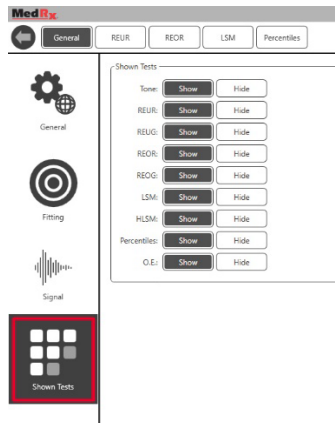 MedRx
General REUR REOR LSM Percentiles
General
Fitting
Signal
Shown Tests
Shown Tests
Tone: Show Hide
REUR: Show Hide
REUG: Show Hide
REOR: Show Hide
REOG: Show Hide
LSM: Show Hide
HLSM: Show Hide
Percentiles: Show Hide
O.E.: Show Hide